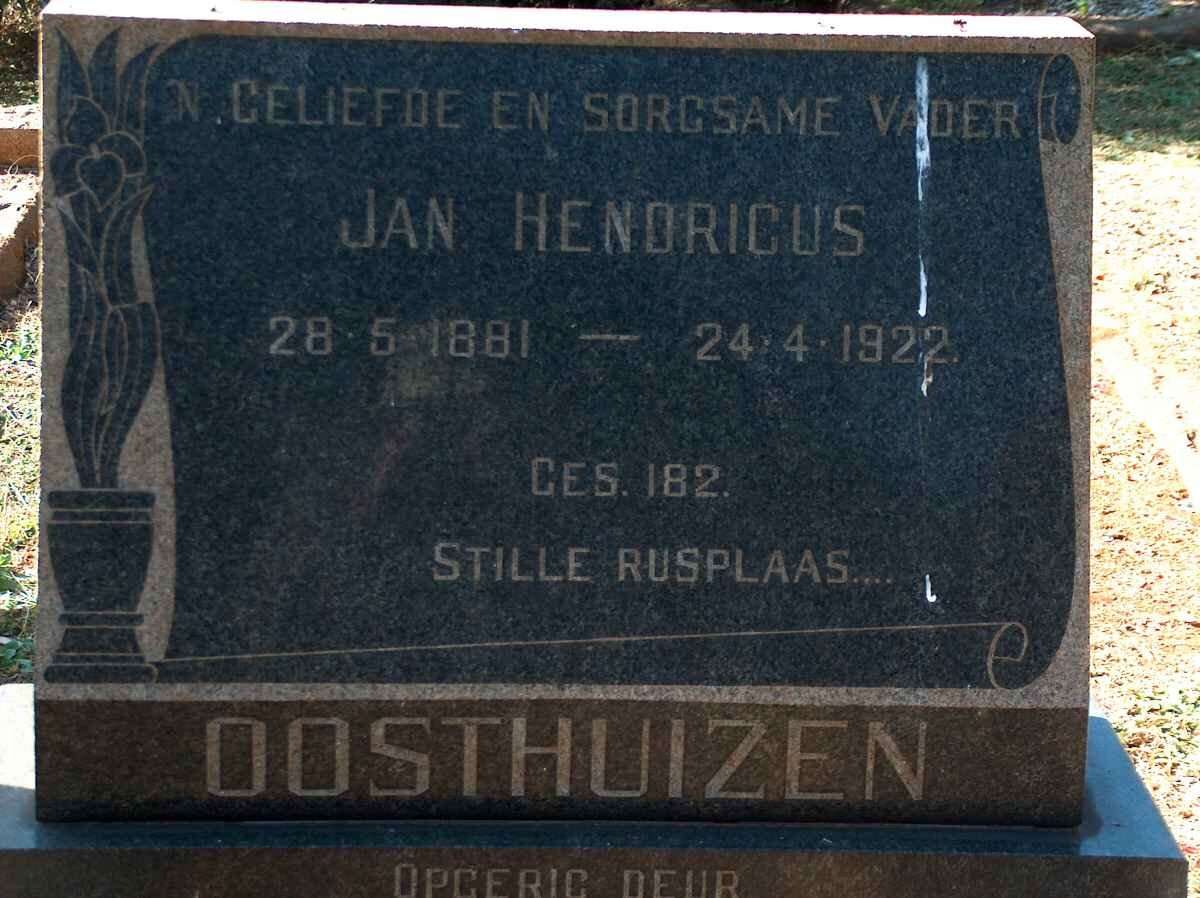 'N GELIEFDE EN SORGSAME VADER
JAN HENDRICUS
28·5·1881 — 24·4·1922.
GES. 182.
STILLE RUSPLAAS....
OOSTHUIZEN
OPGERIG DEUR